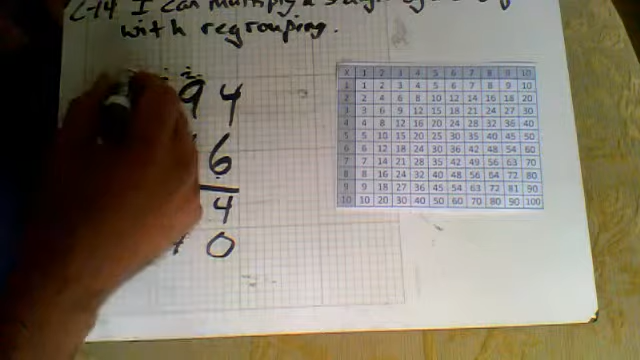 C-14 I can multiply a
with regrouping.
94
6
4
0
X 1 2 3 4 5 6 7 8 9 10
1 1 2 3 4 5 6 7 8 9 10
2 2 4 6 8 10 12 14 16 18 20
3 3 6 9 12 15 18 21 24 27 30
4 4 8 12 16 20 24 28 32 36 40
5 5 10 15 20 25 30 35 40 45 50
6 6 12 18 24 30 36 42 48 54 60
7 7 14 21 28 35 42 49 56 63 70
8 8 16 24 32 40 48 56 64 72 80
9 9 18 27 36 45 54 63 72 81 90
10 10 20 30 40 50 60 70 80 90 100